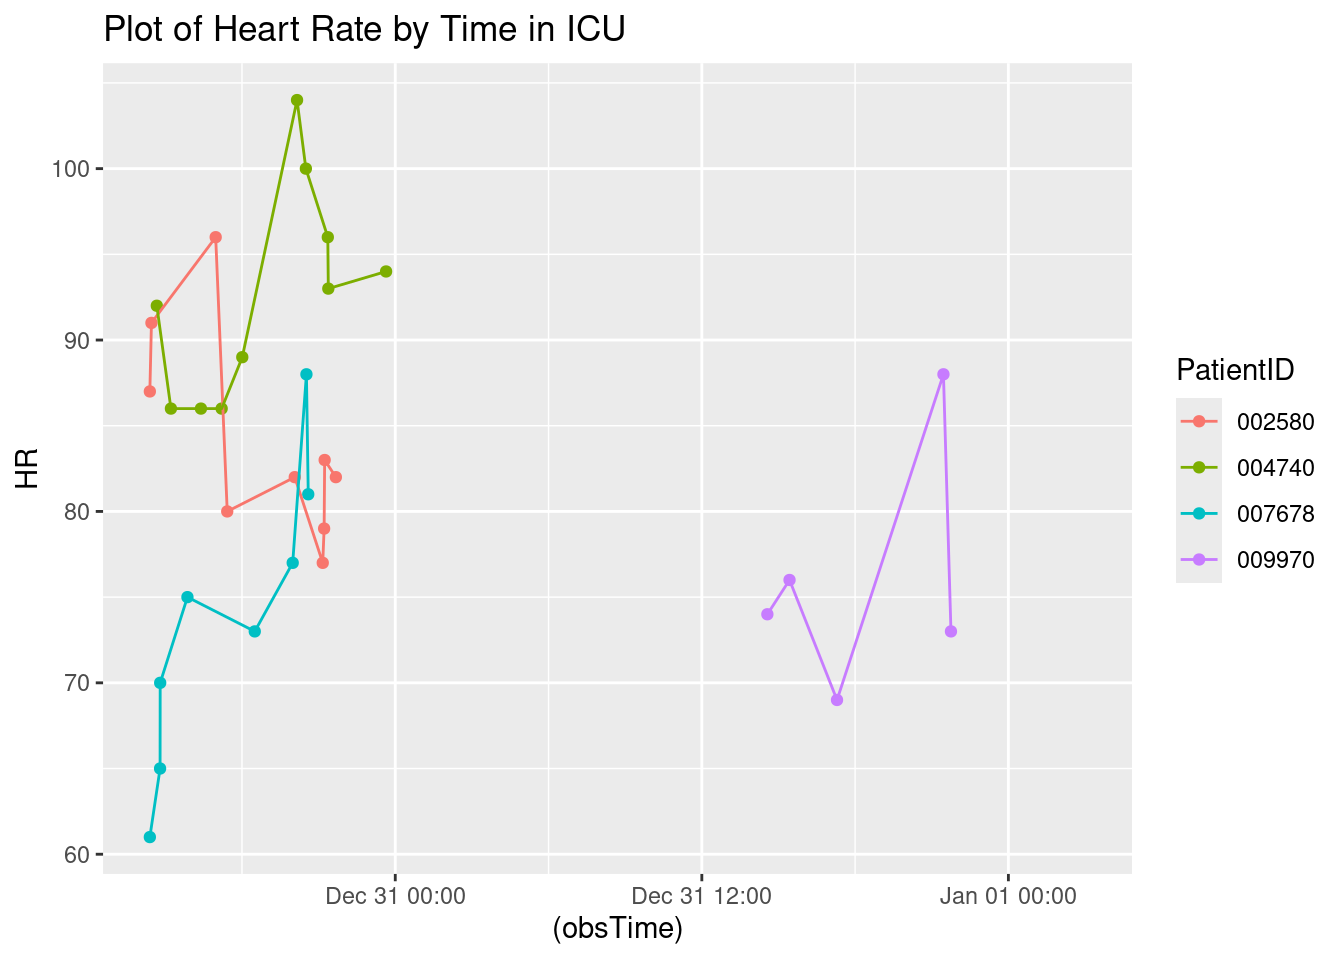 Plot of Heart Rate by Time in ICU
100
90
80
70
60
HR
Dec 31 00:00
Dec 31 12:00
Jan 01 00:00
(obsTime)
PatientID
002580
004740
007678
009970